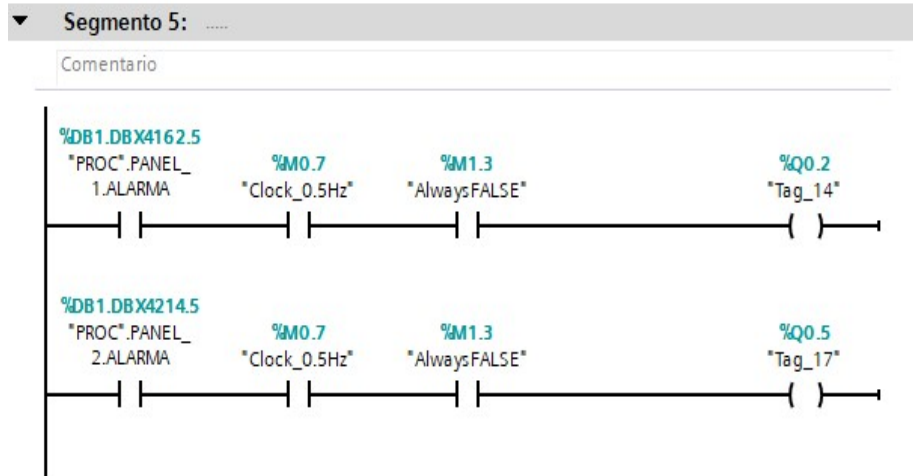 Segmento 5: .....
Comentario
%DB1.DBX4162.5
"PROC".PANEL_ %M0.7 %M1.3 %Q0.2
1.ALARMA "Clock_0.5Hz" "AlwaysFALSE" "Tag_14"
%DB1.DBX4214.5
"PROC".PANEL_ %M0.7 %M1.3 %Q0.5
2.ALARMA "Clock_0.5Hz" "AlwaysFALSE" "Tag_17"